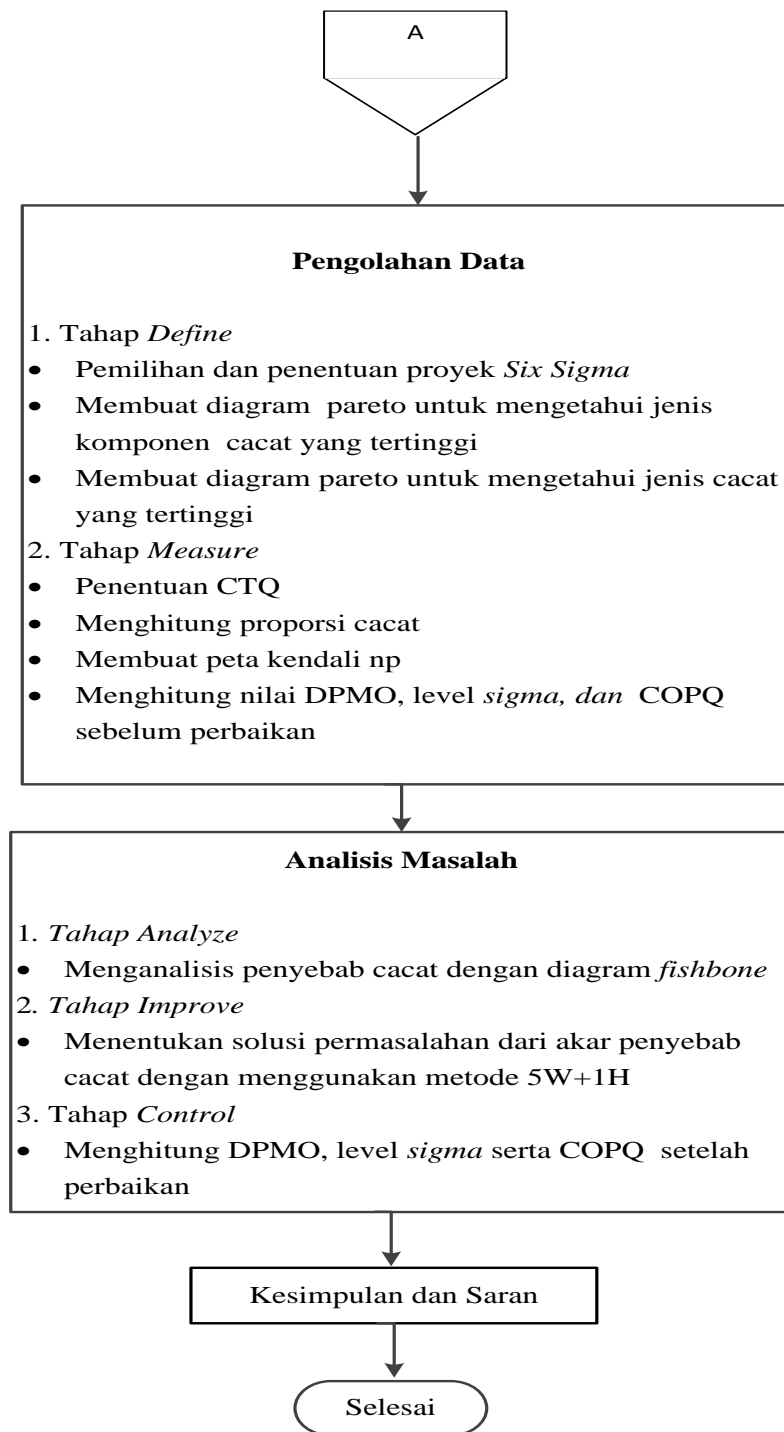 A
Pengolahan Data
1. Tahap Define
• Pemilihan dan penentuan proyek Six Sigma
• Membuat diagram pareto untuk mengetahui jenis
komponen cacat yang tertinggi
• Membuat diagram pareto untuk mengetahui jenis cacat
yang tertinggi
2. Tahap Measure
• Penentuan CTQ
• Menghitung proporsi cacat
• Membuat peta kendali np
• Menghitung nilai DPMO, level sigma, dan COPQ
sebelum perbaikan
Analisis Masalah
1. Tahap Analyze
• Menganalisis penyebab cacat dengan diagram fishbone
2. Tahap Improve
• Menentukan solusi permasalahan dari akar penyebab
cacat dengan menggunakan metode 5W+1H
3. Tahap Control
• Menghitung DPMO, level sigma serta COPQ setelah
perbaikan
Kesimpulan dan Saran
Selesai